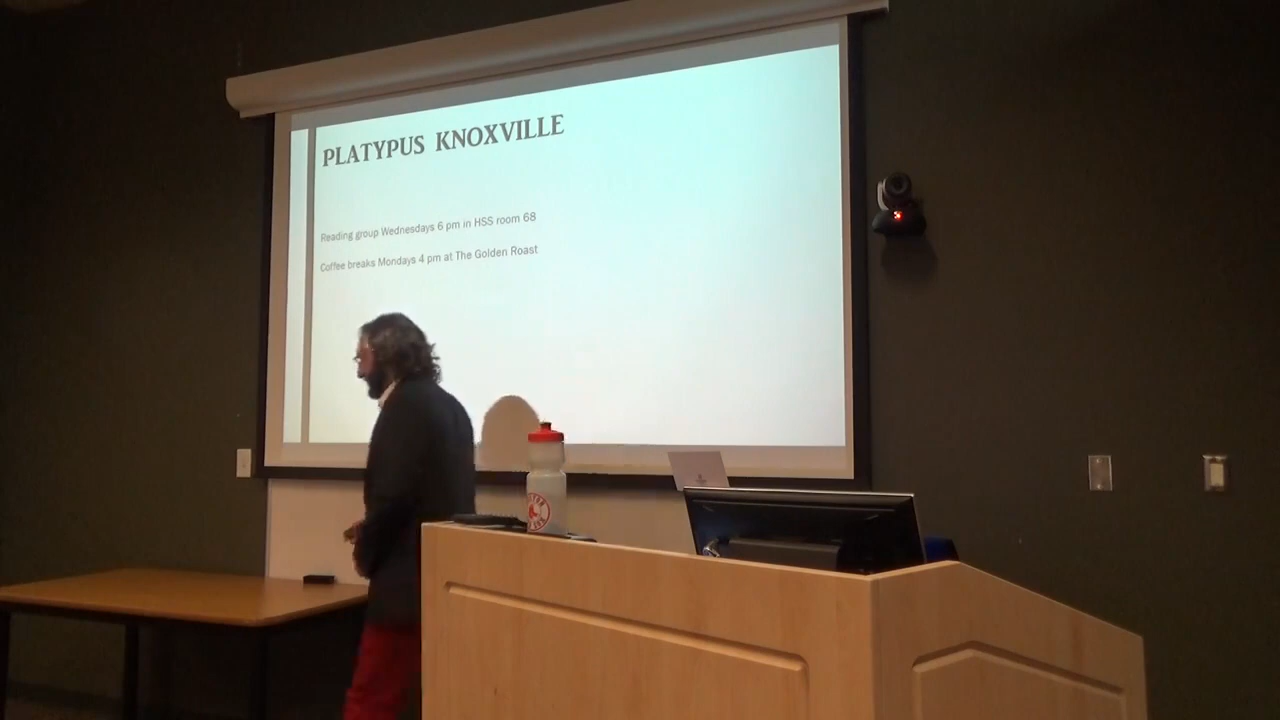 PLATYPUS KNOXVILLE
Reading group Wednesdays 6 pm in HSS room 68
Coffee breaks Mondays 4 pm at The Golden Roast